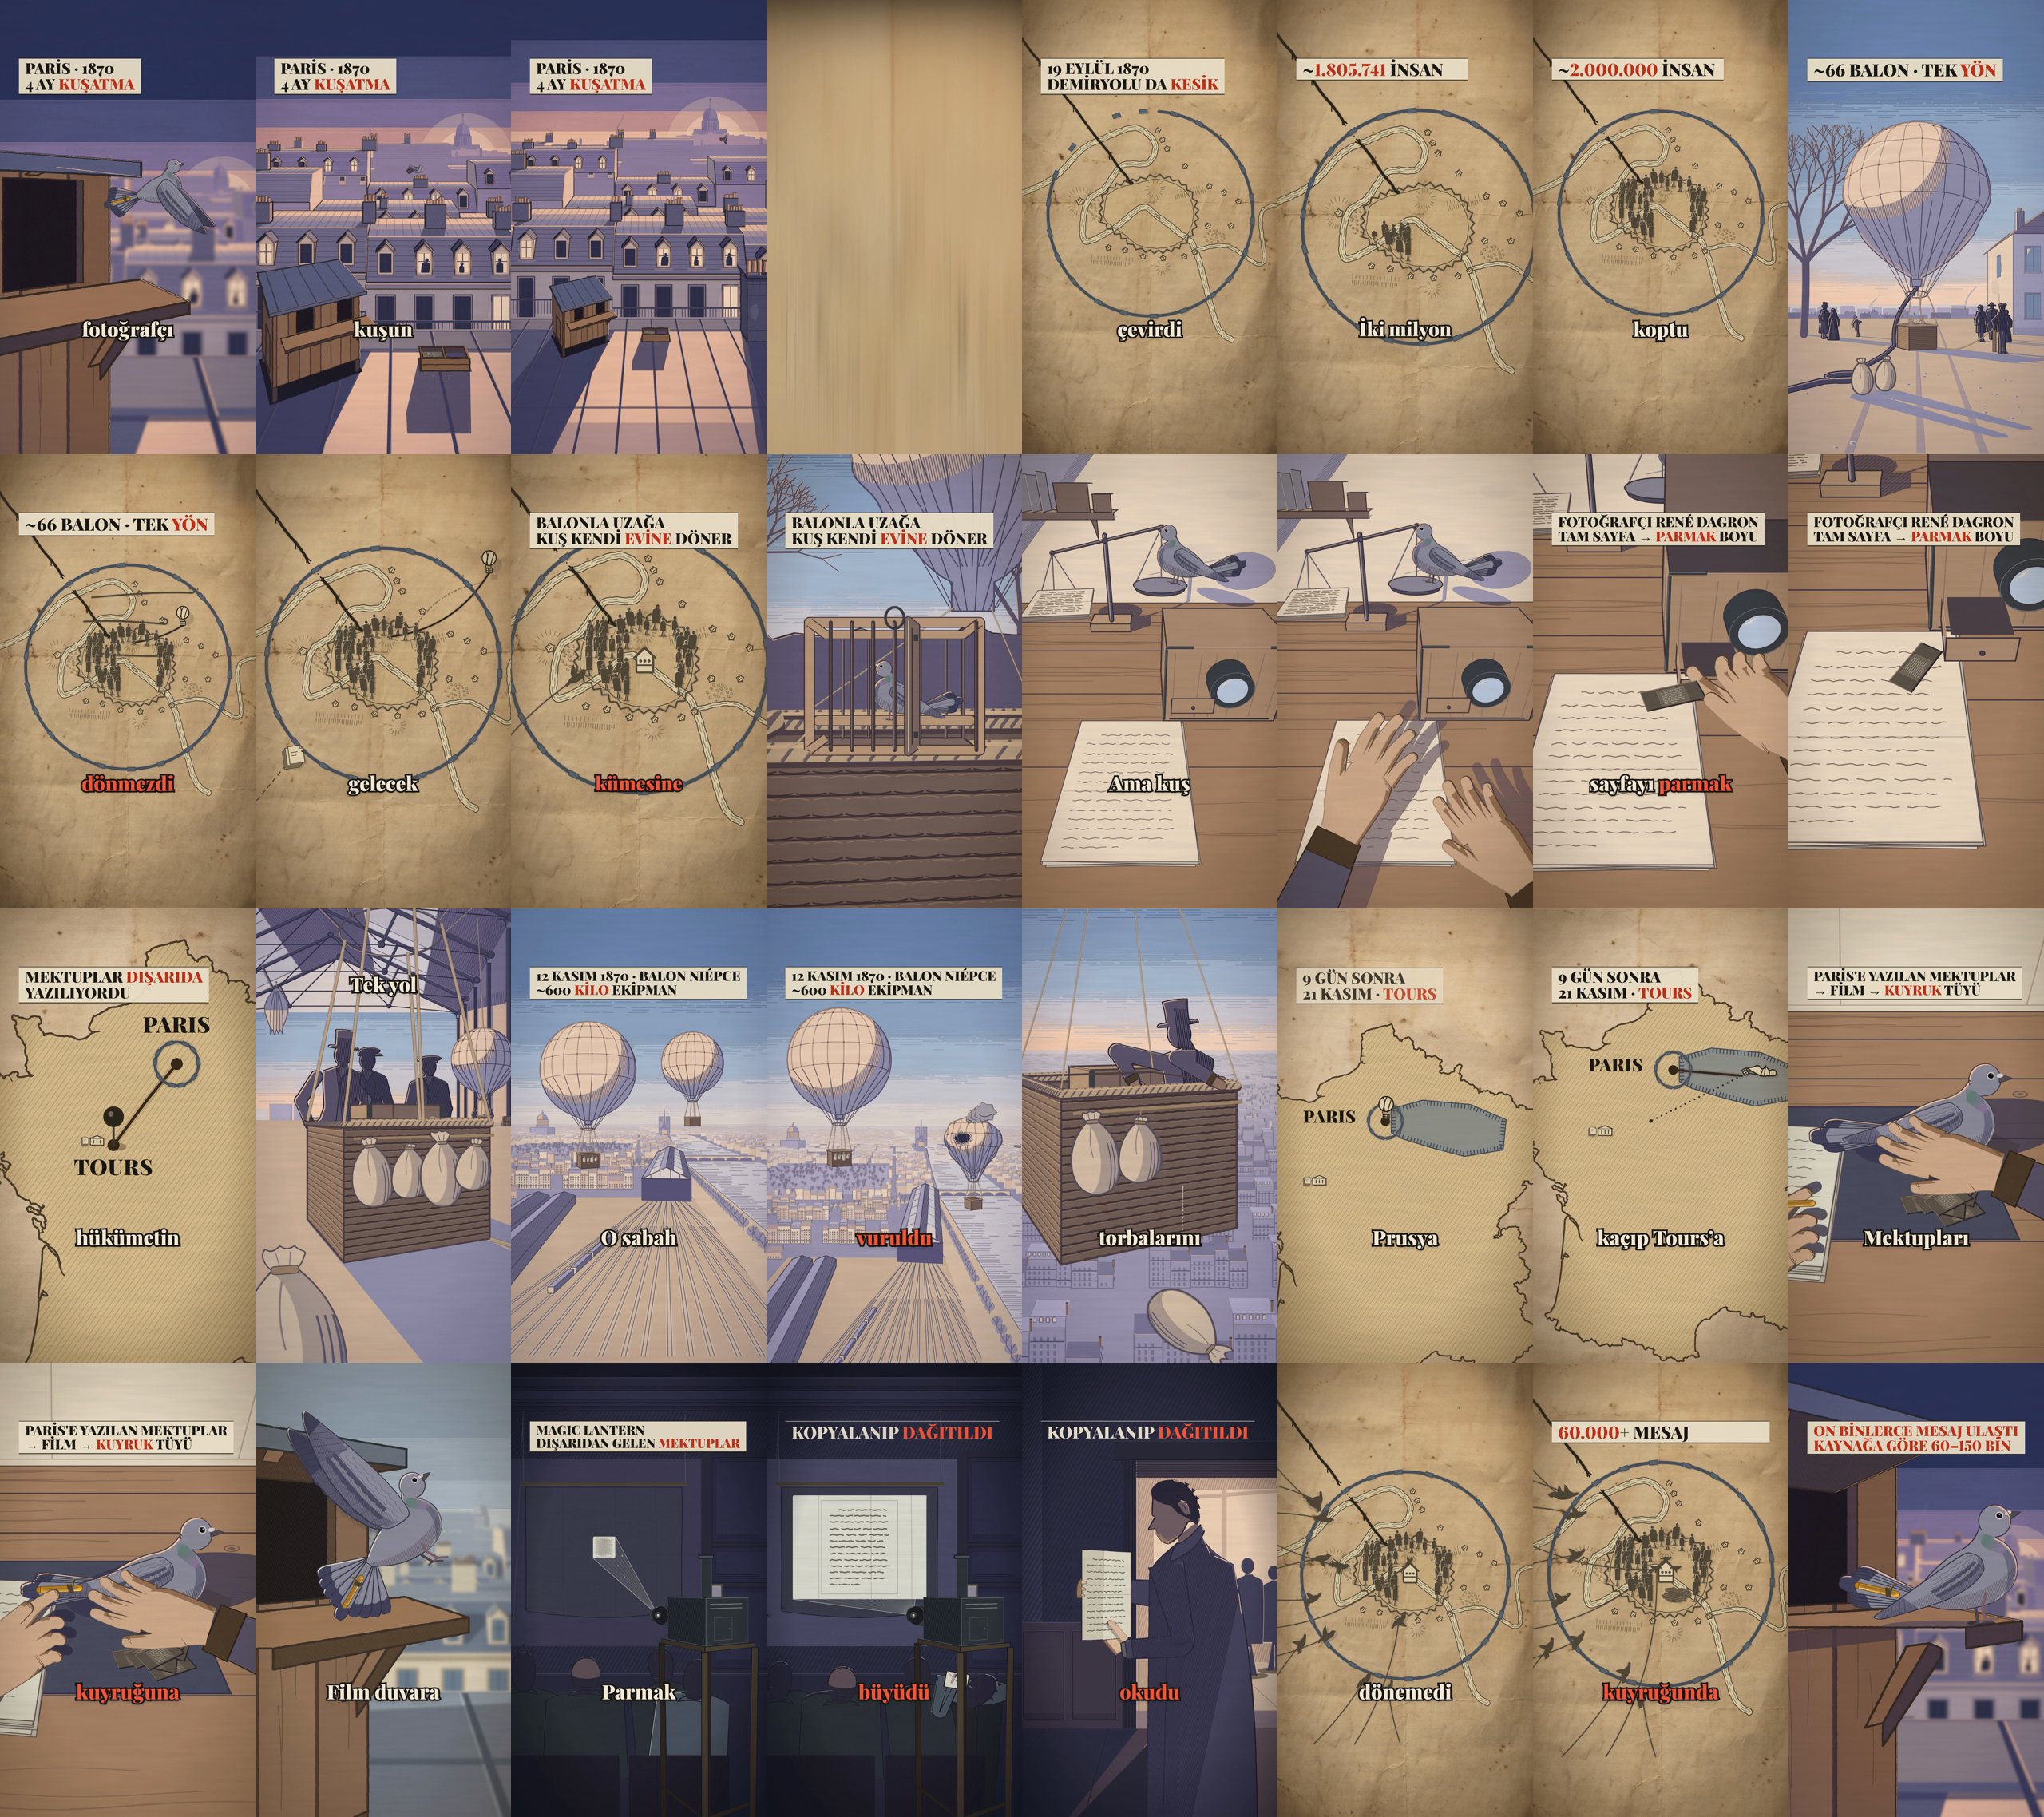 PARİS · 1870
4 AY KUŞATMA
fotoğrafçı
PARİS · 1870
4 AY KUŞATMA
kuşun
PARİS · 1870
4 AY KUŞATMA
19 EYLÜL 1870
DEMİRYOLU DA KESİK
çevirdi
~1.805.741 İNSAN
İki milyon
~2.000.000 İNSAN
koptu
~66 BALON · TEK YÖN
~66 BALON · TEK YÖN
dönmezdi
gelecek
BALONLA UZAĞA
KUŞ KENDİ EVİNE DÖNER
kümesine
BALONLA UZAĞA
KUŞ KENDİ EVİNE DÖNER
Ama kuş
FOTOĞRAFÇI RENÉ DAGRON
TAM SAYFA → PARMAK BOYU
sayfayı parmak
FOTOĞRAFÇI RENÉ DAGRON
TAM SAYFA → PARMAK BOYU
MEKTUPLAR DIŞARIDA
YAZILIYORDU
PARIS
TOURS
hükümetin
Tek yol
12 KASIM 1870 · BALON NIÉPCE
~600 KİLO EKİPMAN
O sabah
12 KASIM 1870 · BALON NIÉPCE
~600 KİLO EKİPMAN
vuruldu
torbalarını
9 GÜN SONRA
21 KASIM · TOURS
PARIS
Prusya
9 GÜN SONRA
21 KASIM · TOURS
PARIS
kaçıp Tours'a
PARİS'E YAZILAN MEKTUPLAR
→ FİLM → KUYRUK TÜYÜ
Mektupları
PARİS'E YAZILAN MEKTUPLAR
→ FİLM → KUYRUK TÜYÜ
kuyruğuna
Film duvara
MAGIC LANTERN
DIŞARIDAN GELEN MEKTUPLAR
Parmak
KOPYALANIP DAĞITILDI
büyüdü
KOPYALANIP DAĞITILDI
okudu
dönemedi
60.000+ MESAJ
kuyruğunda
ON BİNLERCE MESAJ ULAŞTI
KAYNAĞA GÖRE 60–150 BİN